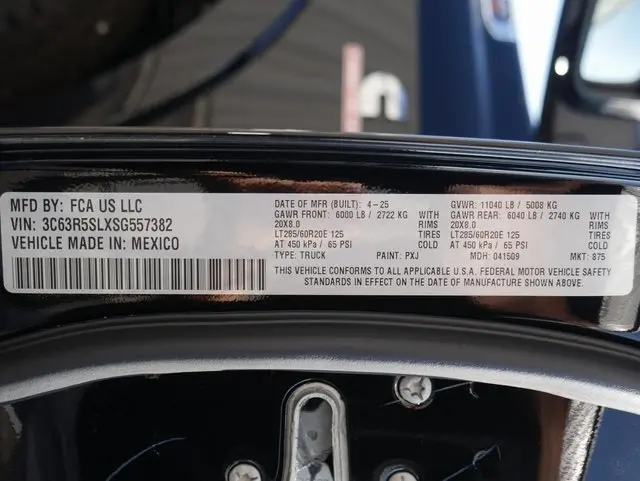 MFD BY: FCA US LLC
VIN: 3C63R5SLXSG557382
VEHICLE MADE IN: MEXICO
DATE OF MFR (BUILT): 4-25
GAWR FRONT: 6000 LB / 2722 KG WITH
20X8.0 RIMS
LT285/60R20E 125 TIRES
AT 450 kPa / 65 PSI COLD
TYPE: TRUCK PAINT: PXJ
GVWR: 11040 LB / 5008 KG
GAWR REAR: 6040 LB / 2740 KG WITH
20X8.0 RIMS
LT285/60R20E 125 TIRES
AT 450 kPa / 65 PSI COLD
MDH: 041509 MKT: 875
THIS VEHICLE CONFORMS TO ALL APPLICABLE U.S.A. FEDERAL MOTOR VEHICLE SAFETY
STANDARDS IN EFFECT ON THE DATE OF MANUFACTURE SHOWN ABOVE.